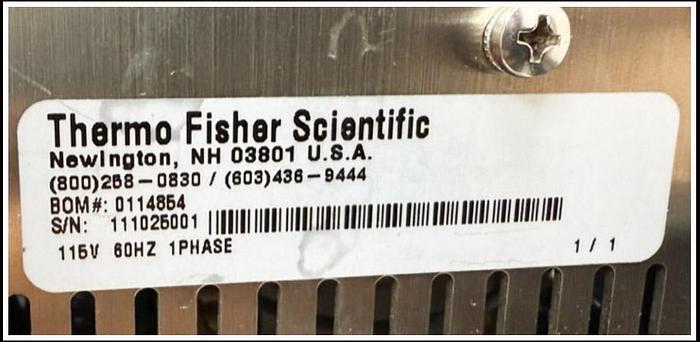 Thermo Fisher Scientific
Newington, NH 03801 U.S.A.
(800)258-0830 / (603)436-9444
BOM#: 0114854
S/N: 111025001
115V 60HZ 1PHASE
1 / 1